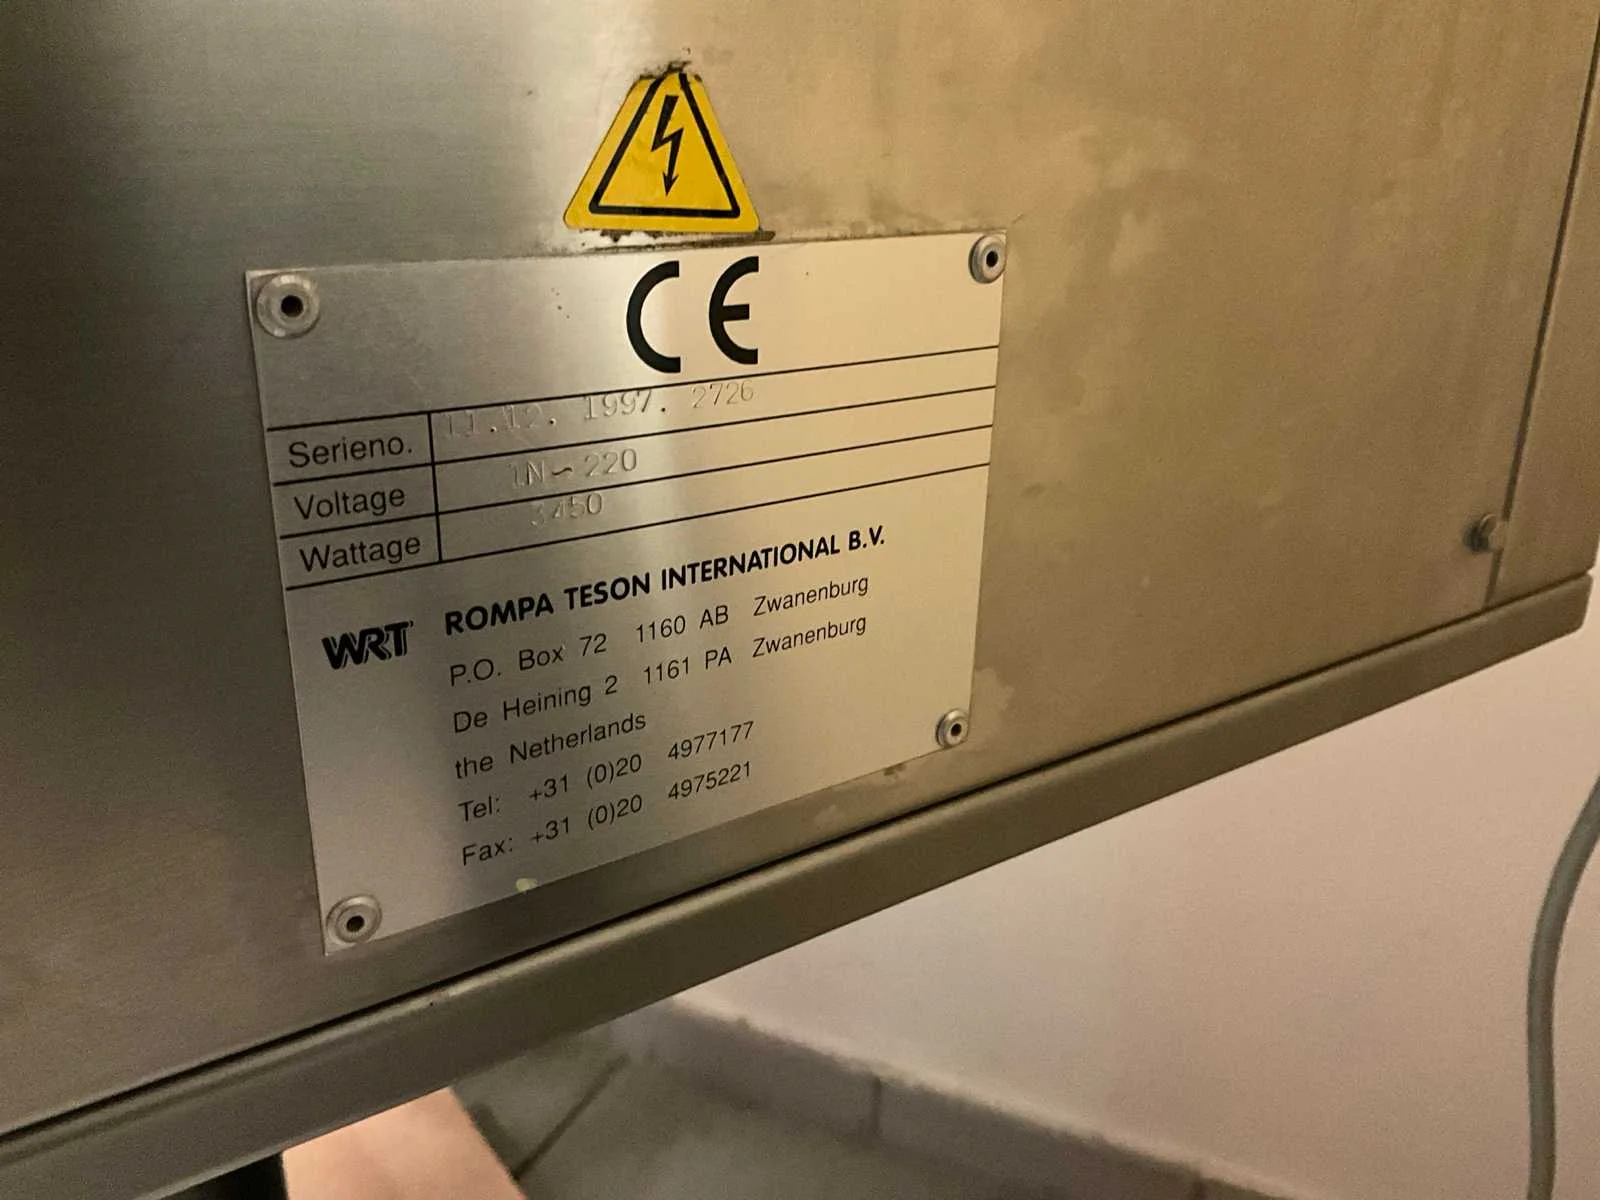 CE
Serieno. 11.12. 1997. 2726
Voltage 1N~220
Wattage 3450
WRT ROMPA TESON INTERNATIONAL B.V.
P.O. Box 72 1160 AB Zwanenburg
De Heining 2 1161 PA Zwanenburg
the Netherlands
Tel: +31 (0)20 4977177
Fax: +31 (0)20 4975221